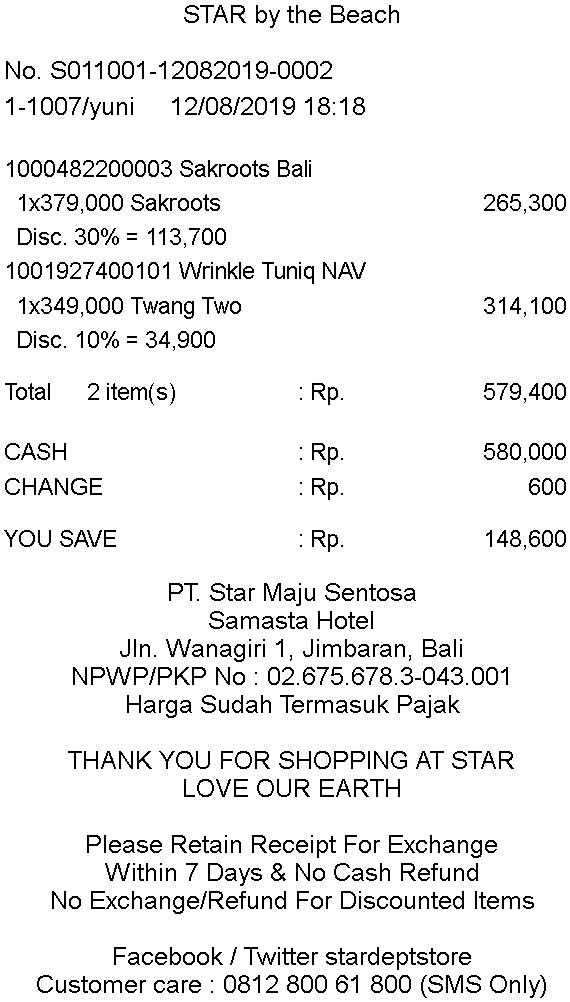 STAR by the Beach
No. S011001-12082019-0002
1-1007/yuni 12/08/2019 18:18
1000482200003 Sakroots Bali
1x379,000 Sakroots 265,300
Disc. 30% = 113,700
1001927400101 Wrinkle Tuniq NAV
1x349,000 Twang Two 314,100
Disc. 10% = 34,900
Total 2 item(s) : Rp. 579,400
CASH : Rp. 580,000
CHANGE : Rp. 600
YOU SAVE : Rp. 148,600
PT. Star Maju Sentosa
Samasta Hotel
Jln. Wanagiri 1, Jimbaran, Bali
NPWP/PKP No : 02.675.678.3-043.001
Harga Sudah Termasuk Pajak
THANK YOU FOR SHOPPING AT STAR
LOVE OUR EARTH
Please Retain Receipt For Exchange
Within 7 Days & No Cash Refund
No Exchange/Refund For Discounted Items
Facebook / Twitter stardeptstore
Customer care : 0812 800 61 800 (SMS Only)